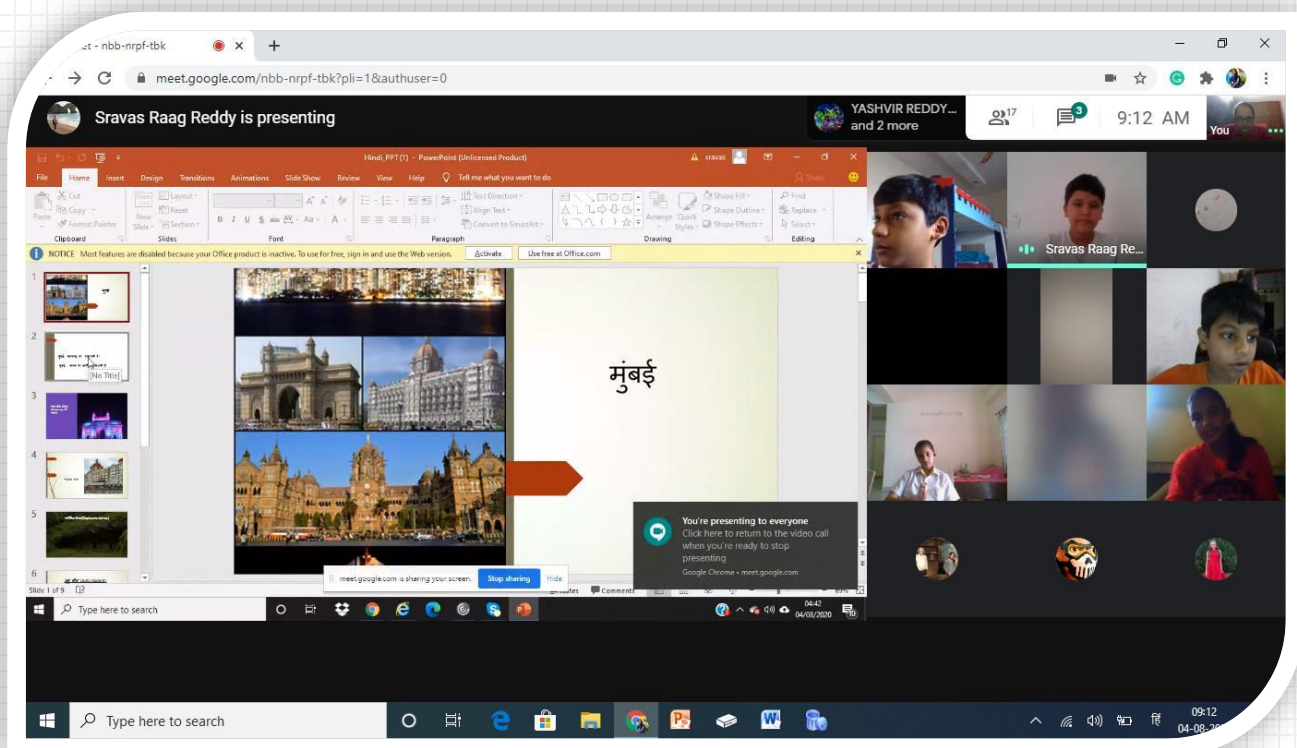 et - nbb-nrpf-tbk
meet.google.com/nbb-nrpf-tbk?pli=1&authuser=0
Sravas Raag Reddy is presenting
YASHVIR REDDY...
and 2 more
17
3
9:12 AM
You
Hindi_PPT (1) - PowerPoint (Unlicensed Product)
sravas
File Home Insert Design Transitions Animations Slide Show Review View Help Tell me what you want to do
Share
Paste
Cut
Copy
Format Painter
Clipboard
New
Slide
Layout
Reset
Section
Slides
Font
Text Direction
Align Text
Convert to SmartArt
Paragraph
Arrange
Quick
Styles
Shape Fill
Shape Outline
Shape Effects
Drawing
Find
Replace
Select
Editing
NOTICE Most features are disabled because your Office product is inactive. To use for free, sign in and use the Web version.
Activate
Use free at Office.com
1
2
[No Title]
3
4
5
6
मुंबई
Sravas Raag Re...
You're presenting to everyone
Click here to return to the video call
when you're ready to stop
presenting
Google Chrome • meet.google.com
meet.google.com is sharing your screen.
Stop sharing
Hide
Slide 1 of 9
Comments
Type here to search
04:42
04/08/2020
Type here to search
हिं
09:12
04-08-